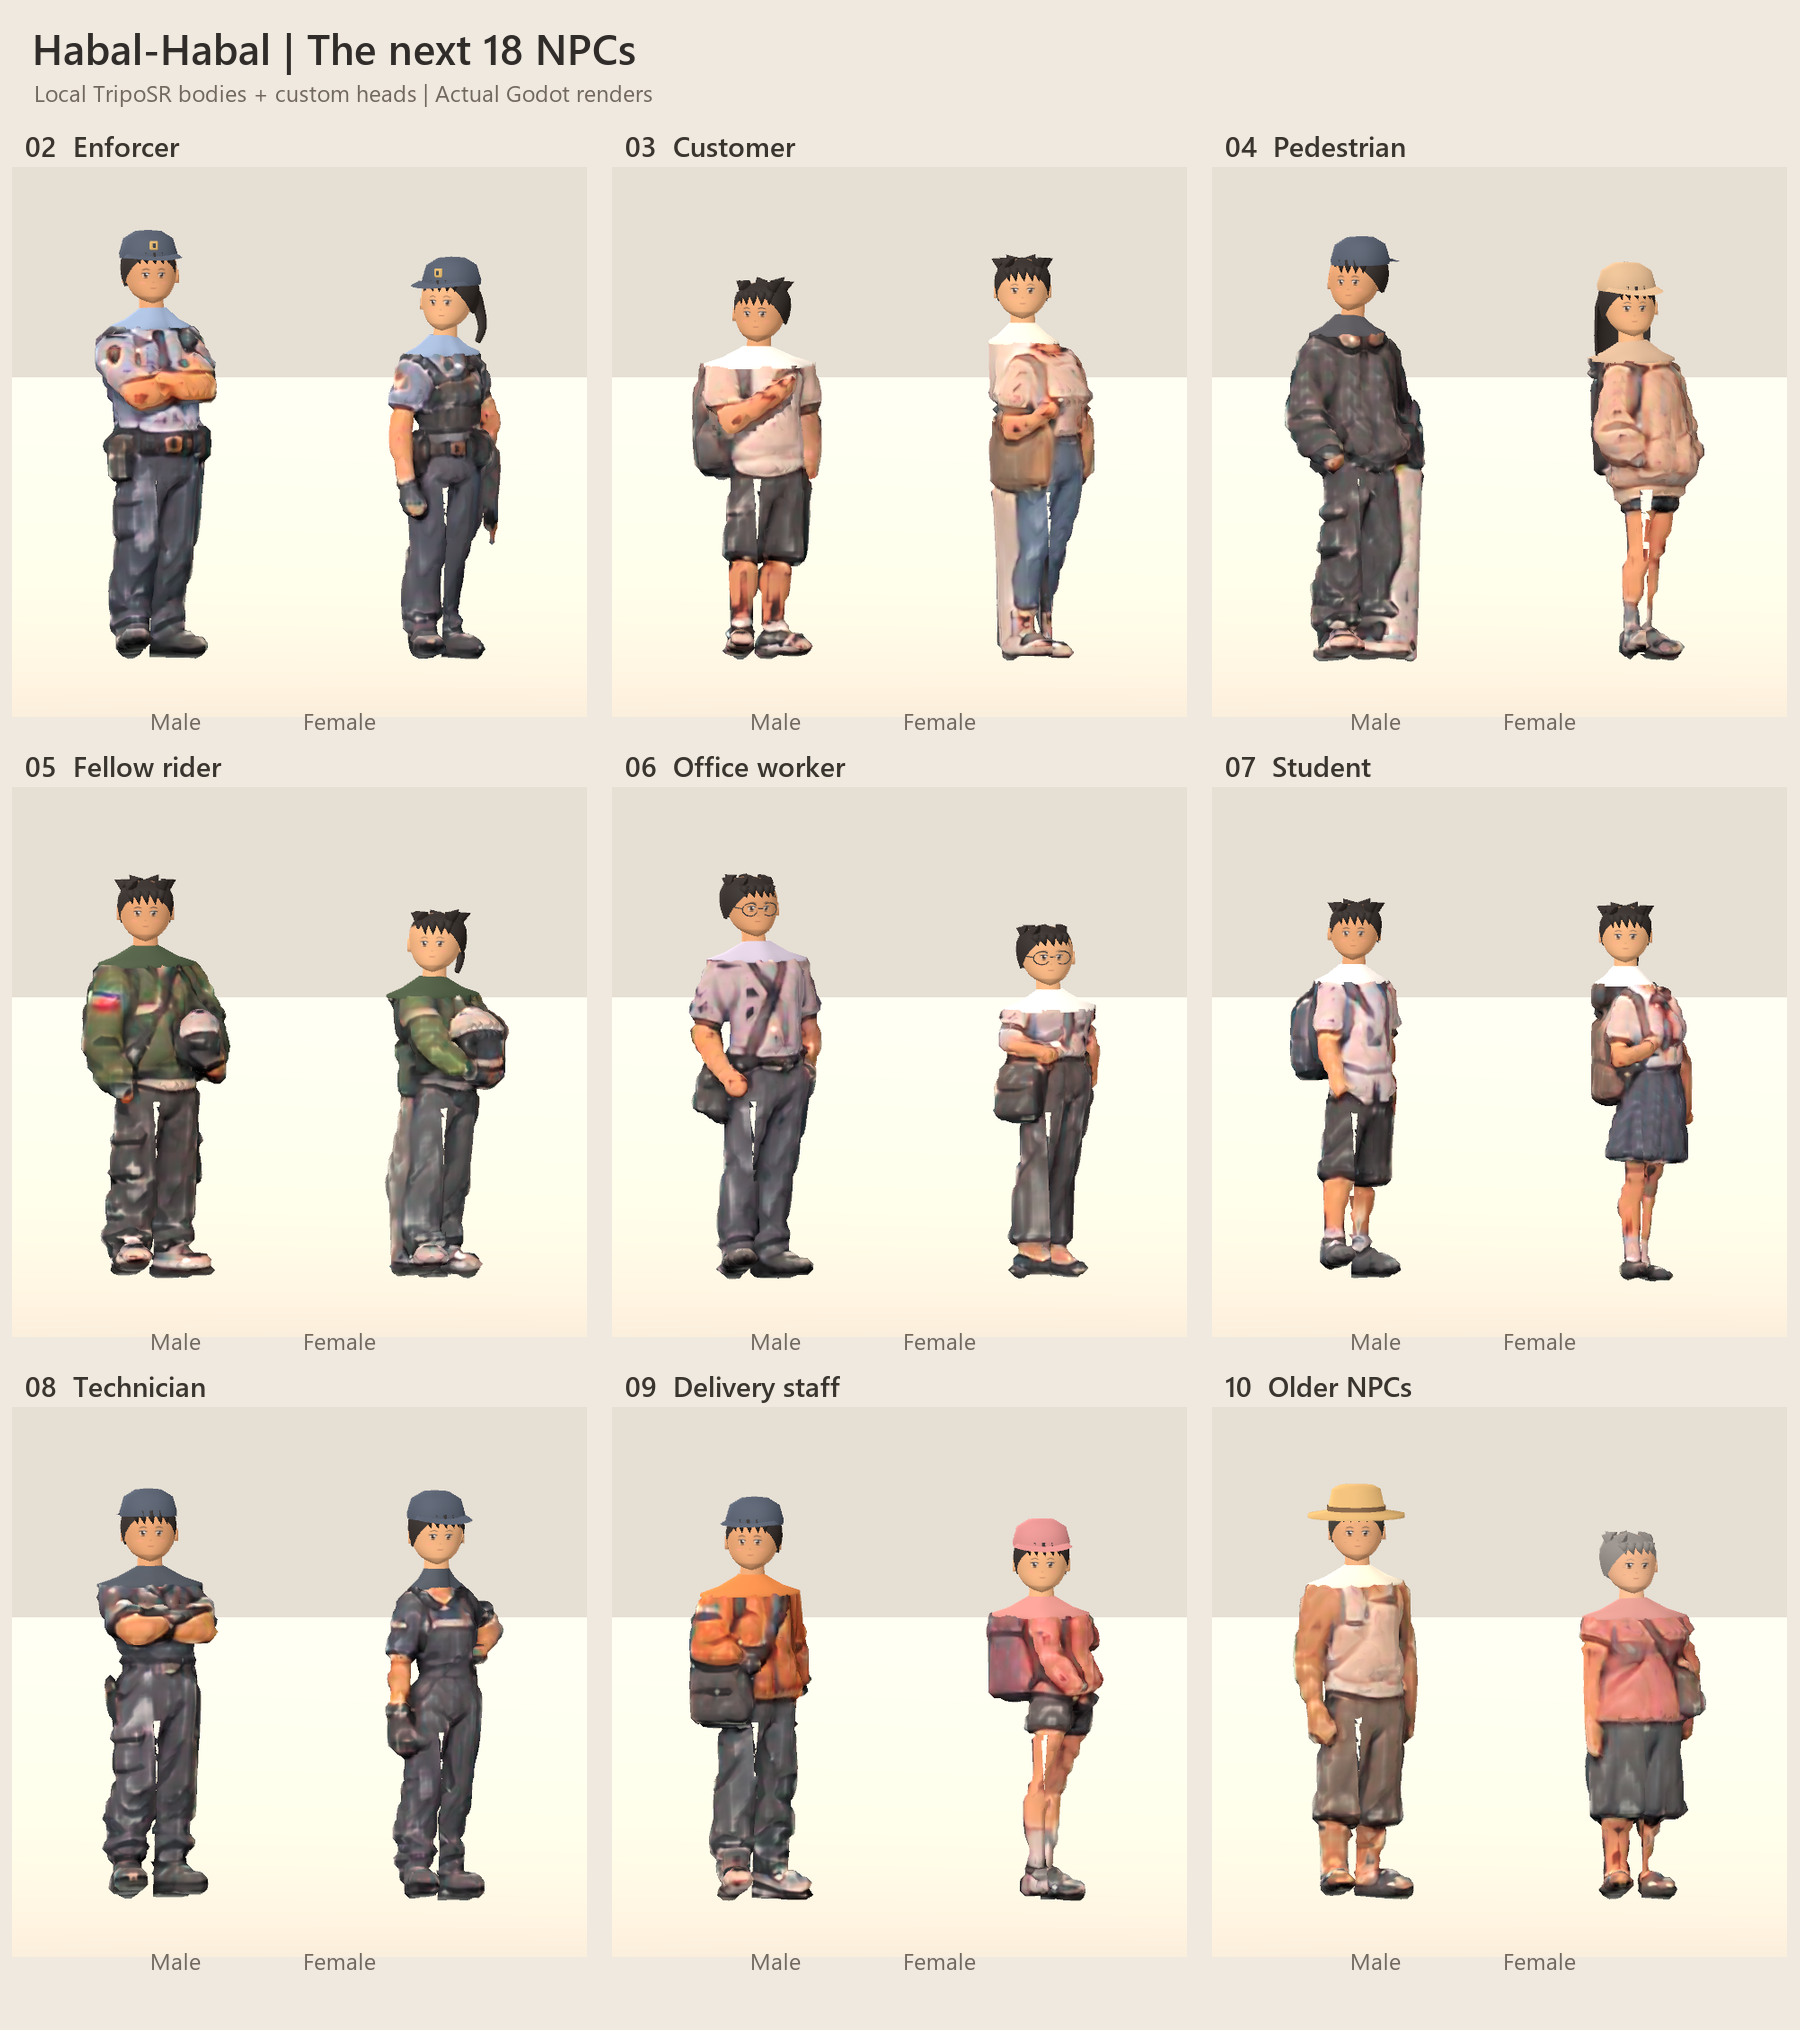 Habal-Habal | The next 18 NPCs
Local TripoSR bodies + custom heads | Actual Godot renders
02 Enforcer
03 Customer
04 Pedestrian
Male Female
Male Female
Male Female
05 Fellow rider
06 Office worker
07 Student
Male Female
Male Female
Male Female
08 Technician
09 Delivery staff
10 Older NPCs
Male Female
Male Female
Male Female